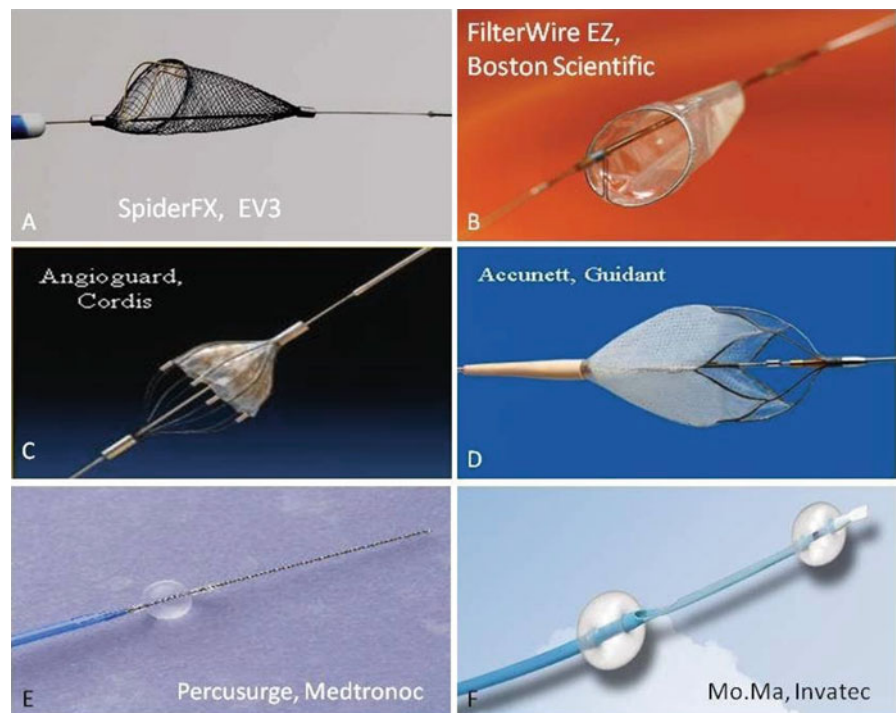 SpiderFX, EV3
A
FilterWire EZ,
Boston Scientific
B
Angioguard,
Cordis
C
Accunett, Guidant
D
Percusurge, Medtronoc
E
Mo.Ma, Invatec
F